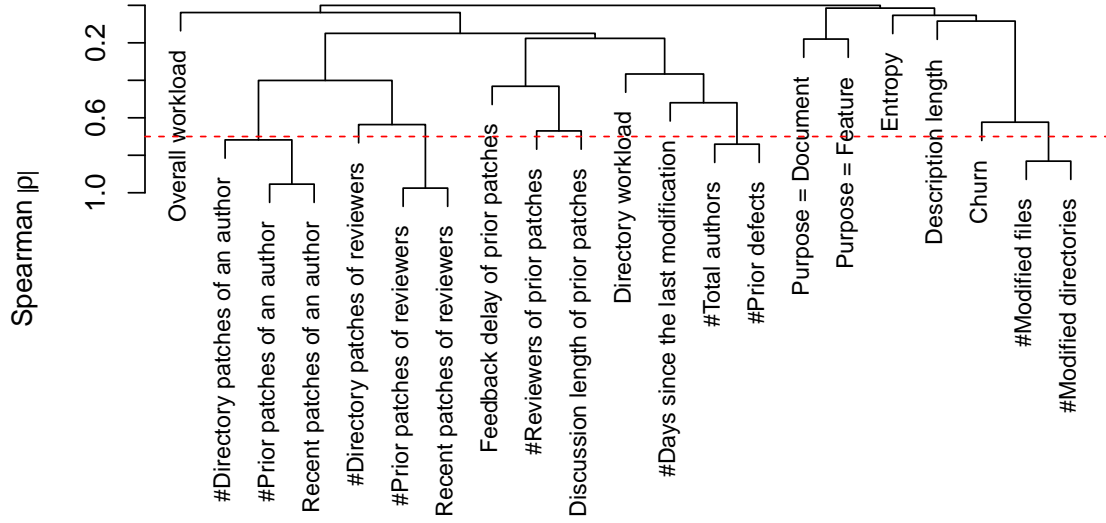 Spearman |ρ|
0.2
0.6
1.0
Overall workload
#Directory patches of an author
#Prior patches of an author
Recent patches of an author
#Directory patches of reviewers
#Prior patches of reviewers
Recent patches of reviewers
Feedback delay of prior patches
#Reviewers of prior patches
Discussion length of prior patches
Directory workload
#Days since the last modification
#Total authors
#Prior defects
Purpose = Document
Purpose = Feature
Entropy
Description length
Churn
#Modified files
#Modified directories